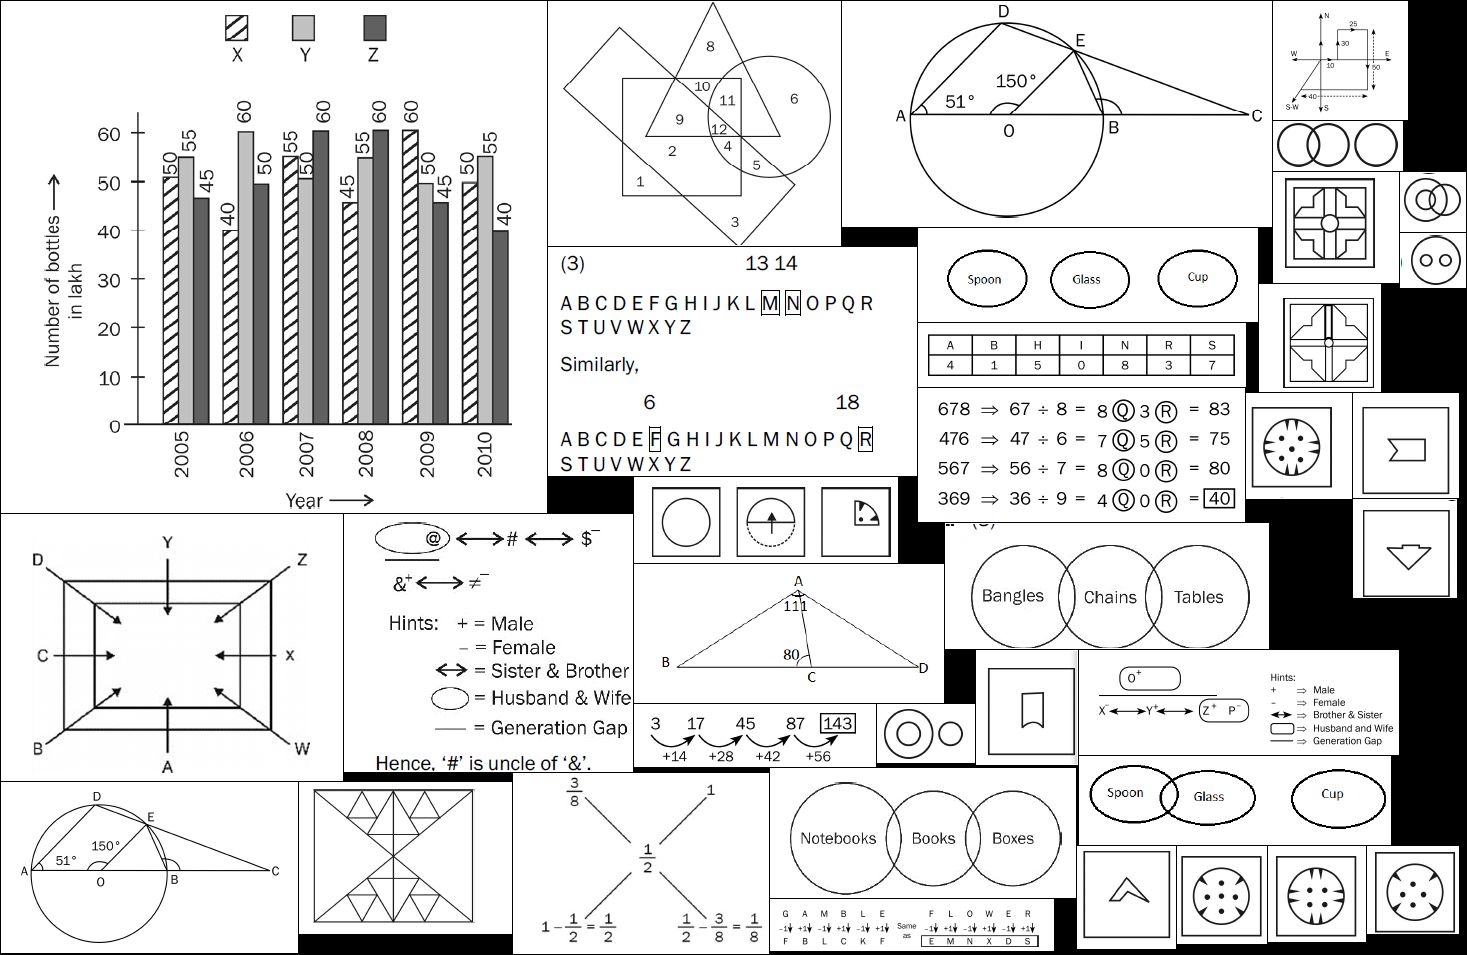 X Y Z
Number of bottles
in lakh
60
50
40
30
20
10
0
50 55 45
40 60 50
55 50 60
45 55 60
60 50 45
50 55 40
2005 2006 2007 2008 2009 2010
Year
8
10
11
6
9
12
2
4
5
1
3
D
E
150°
51°
A
O
B
C
N
25
30
W
E
10
50
40
S-W
S
(3) 13 14
A B C D E F G H I J K L M N O P Q R
S T U V W X Y Z
Similarly,
6 18
A B C D E F G H I J K L M N O P Q R
S T U V W X Y Z
Spoon Glass Cup
A B H I N R S
4 1 5 0 8 3 7
678 ⇒ 67 ÷ 8 = 8 Q 3 R = 83
476 ⇒ 47 ÷ 6 = 7 Q 5 R = 75
567 ⇒ 56 ÷ 7 = 8 Q 0 R = 80
369 ⇒ 36 ÷ 9 = 4 Q 0 R = 40
Y
D Z
C X
B W
A
@ ↔ # ↔ $–
&+ ↔ ≠–
Hints: + = Male
– = Female
↔ = Sister & Brother
= Husband & Wife
— = Generation Gap
Hence, '#' is uncle of '&'.
A
111
80
B
C
D
Bangles Chains Tables
3 17 45 87 143
+14 +28 +42 +56
O+
X– ↔ Y+ ↔ Z+ P–
Hints:
+ ⇒ Male
– ⇒ Female
↔ ⇒ Brother & Sister
⇒ Husband and Wife
— ⇒ Generation Gap
D
E
150°
51°
A
O
B
C
3/8 1
1/2
1 – 1/2 = 1/2 1/2 – 3/8 = 1/8
Notebooks Books Boxes
Spoon Glass Cup
G A M B L E F L O W E R
–1 +1 –1 +1 –1 +1 Same as –1 +1 –1 +1 –1 +1
F B L C K F E M N X D S